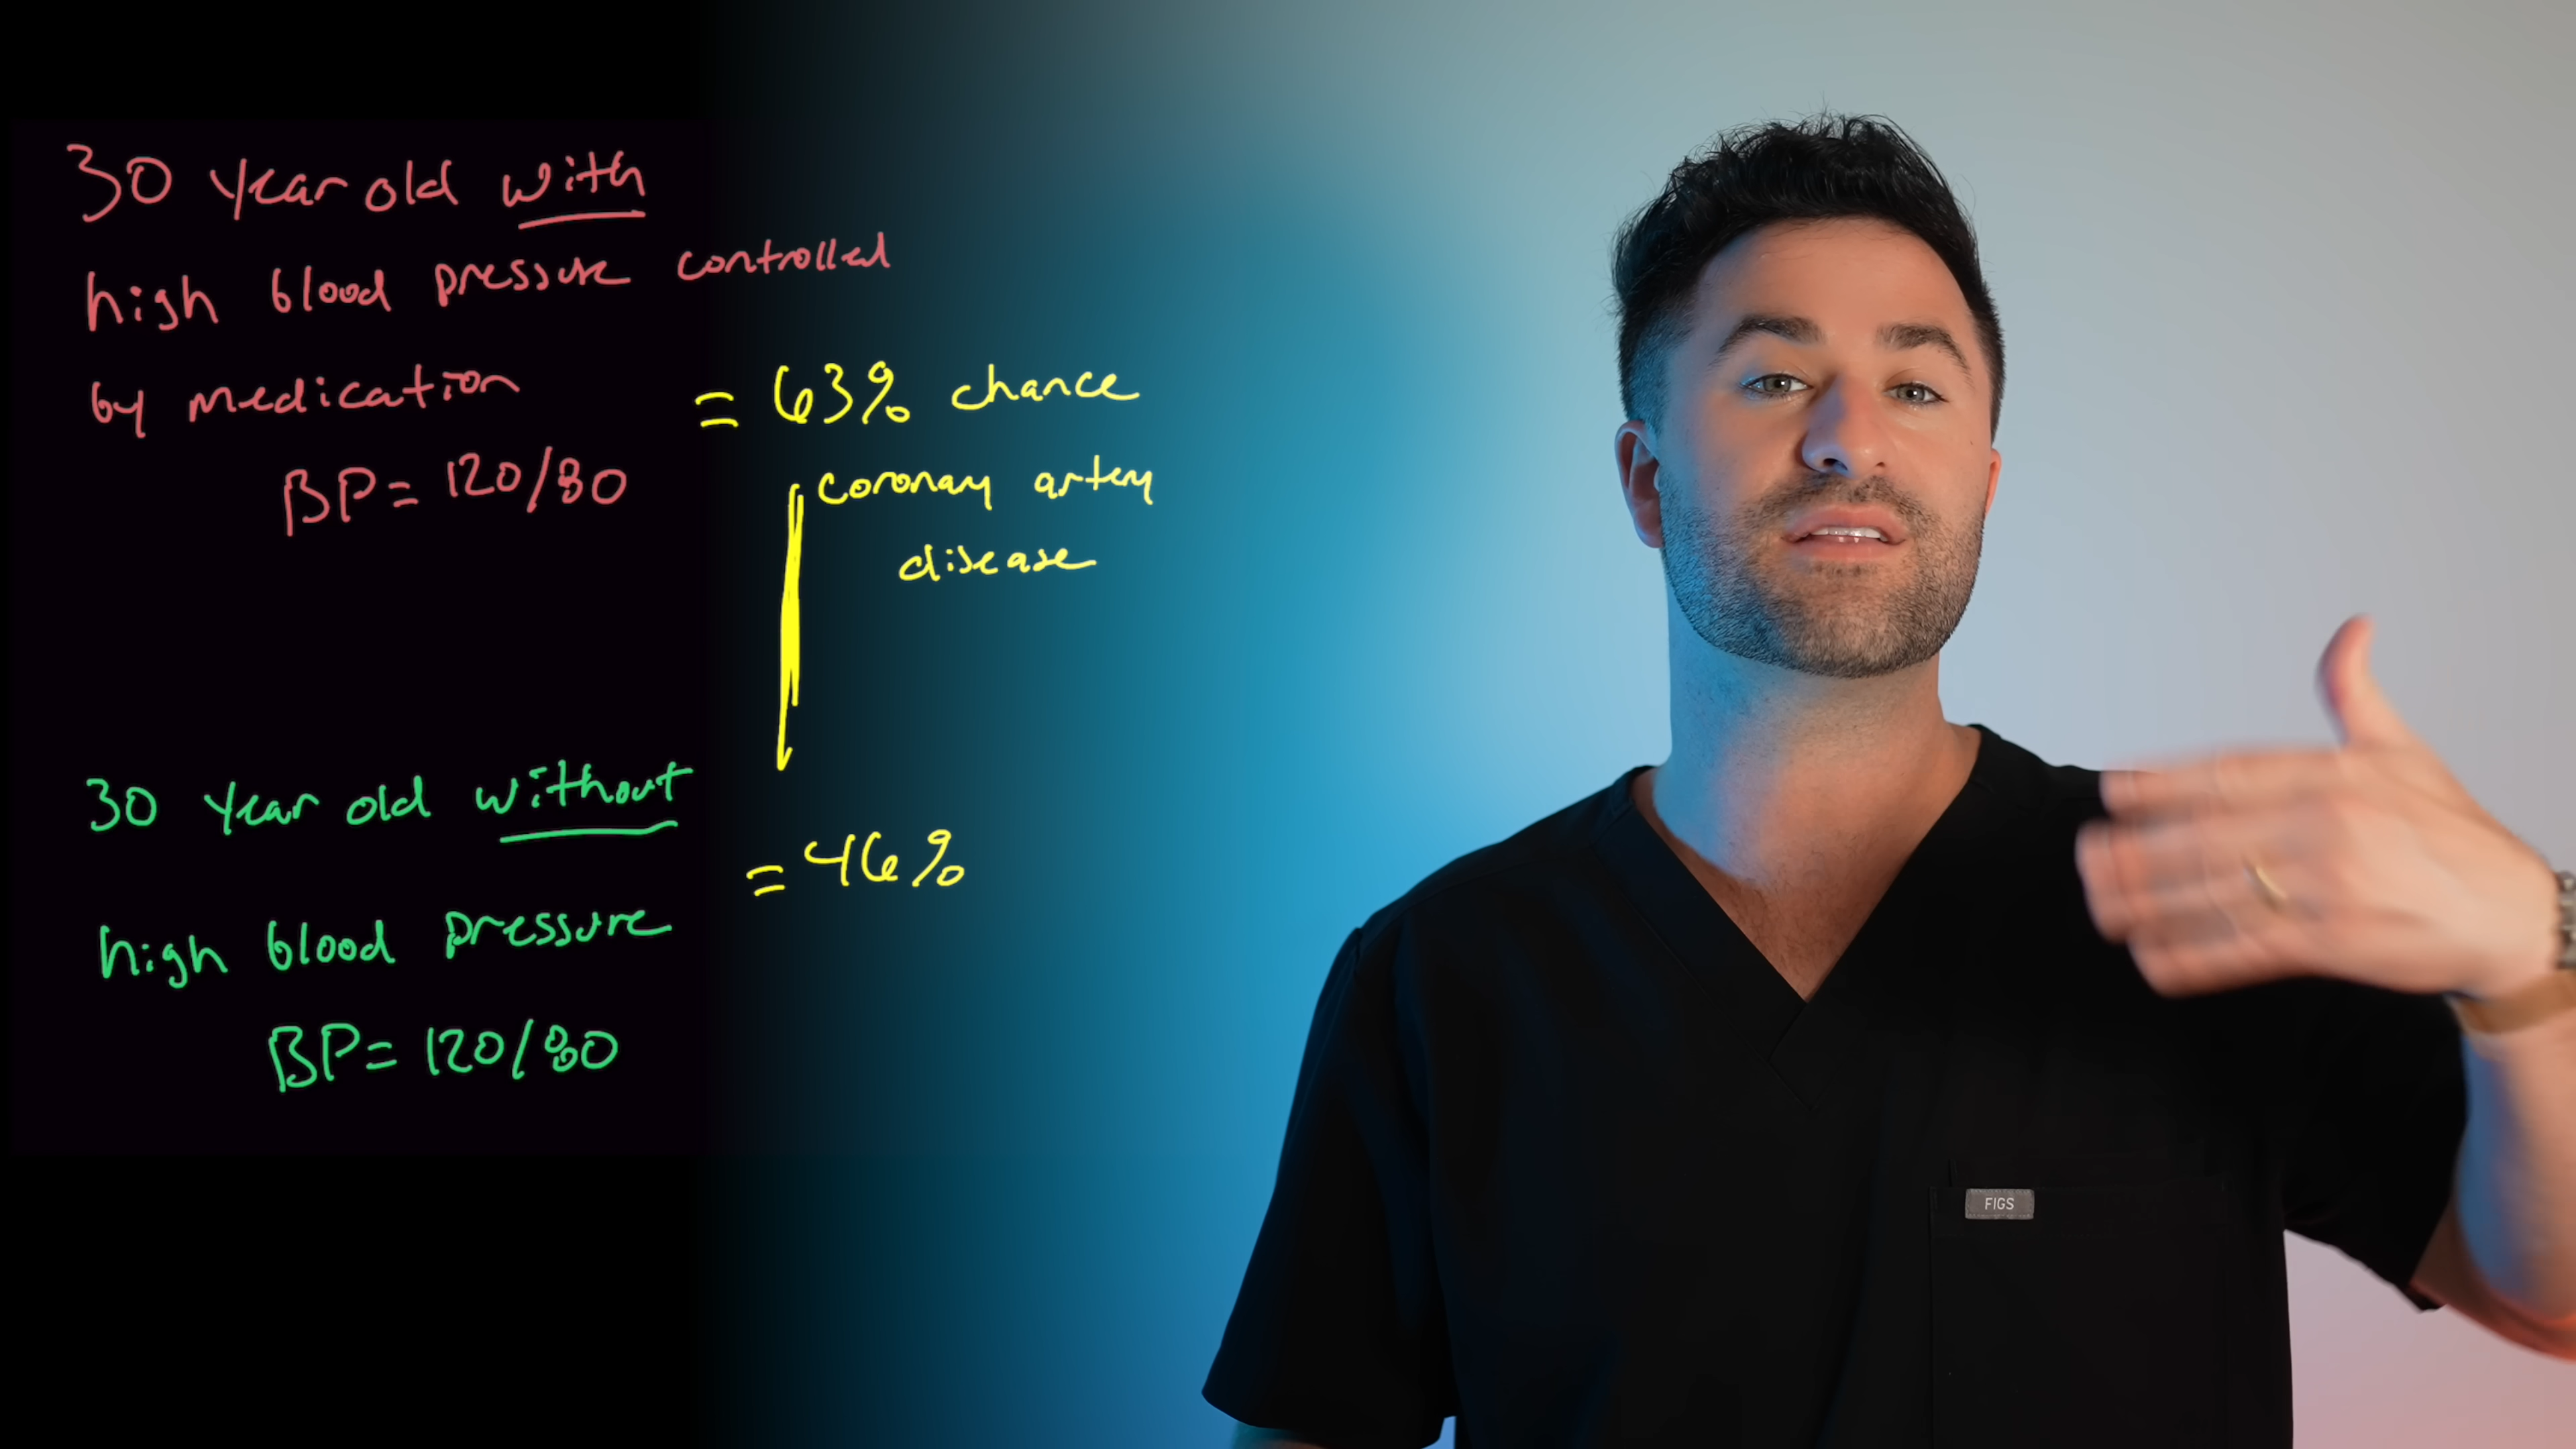 30 year old with
high blood pressure controlled
by medication
BP = 120/80
= 63% chance
coronary artery
disease
30 year old without
high blood pressure
= 46%
BP = 120/80
FIGS